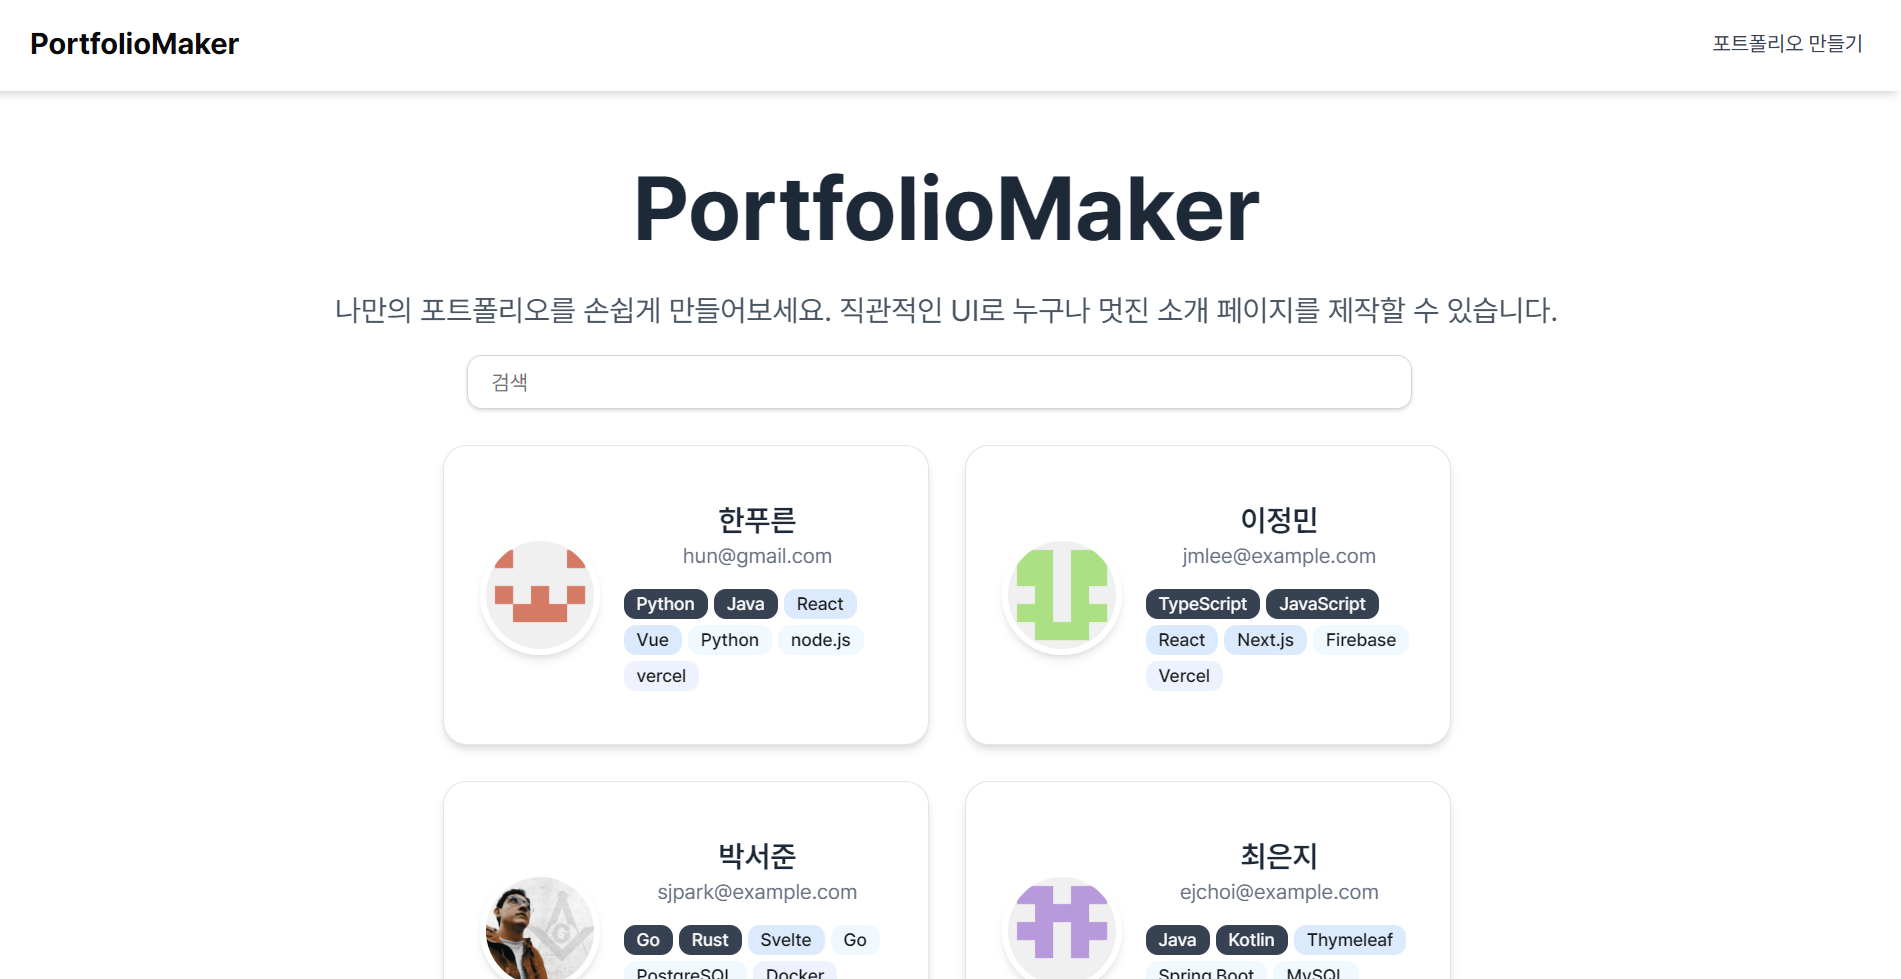 PortfolioMaker
포트폴리오 만들기
PortfolioMaker
나만의 포트폴리오를 손쉽게 만들어보세요. 직관적인 UI로 누구나 멋진 소개 페이지를 제작할 수 있습니다.
검색
한푸른
hun@gmail.com
Python Java React
Vue Python node.js
vercel
이정민
jmlee@example.com
TypeScript JavaScript
React Next.js Firebase
Vercel
박서준
sjpark@example.com
Go Rust Svelte Go
PostgreSQL Docker
G
최은지
ejchoi@example.com
Java Kotlin Thymeleaf
Spring Boot MySQL